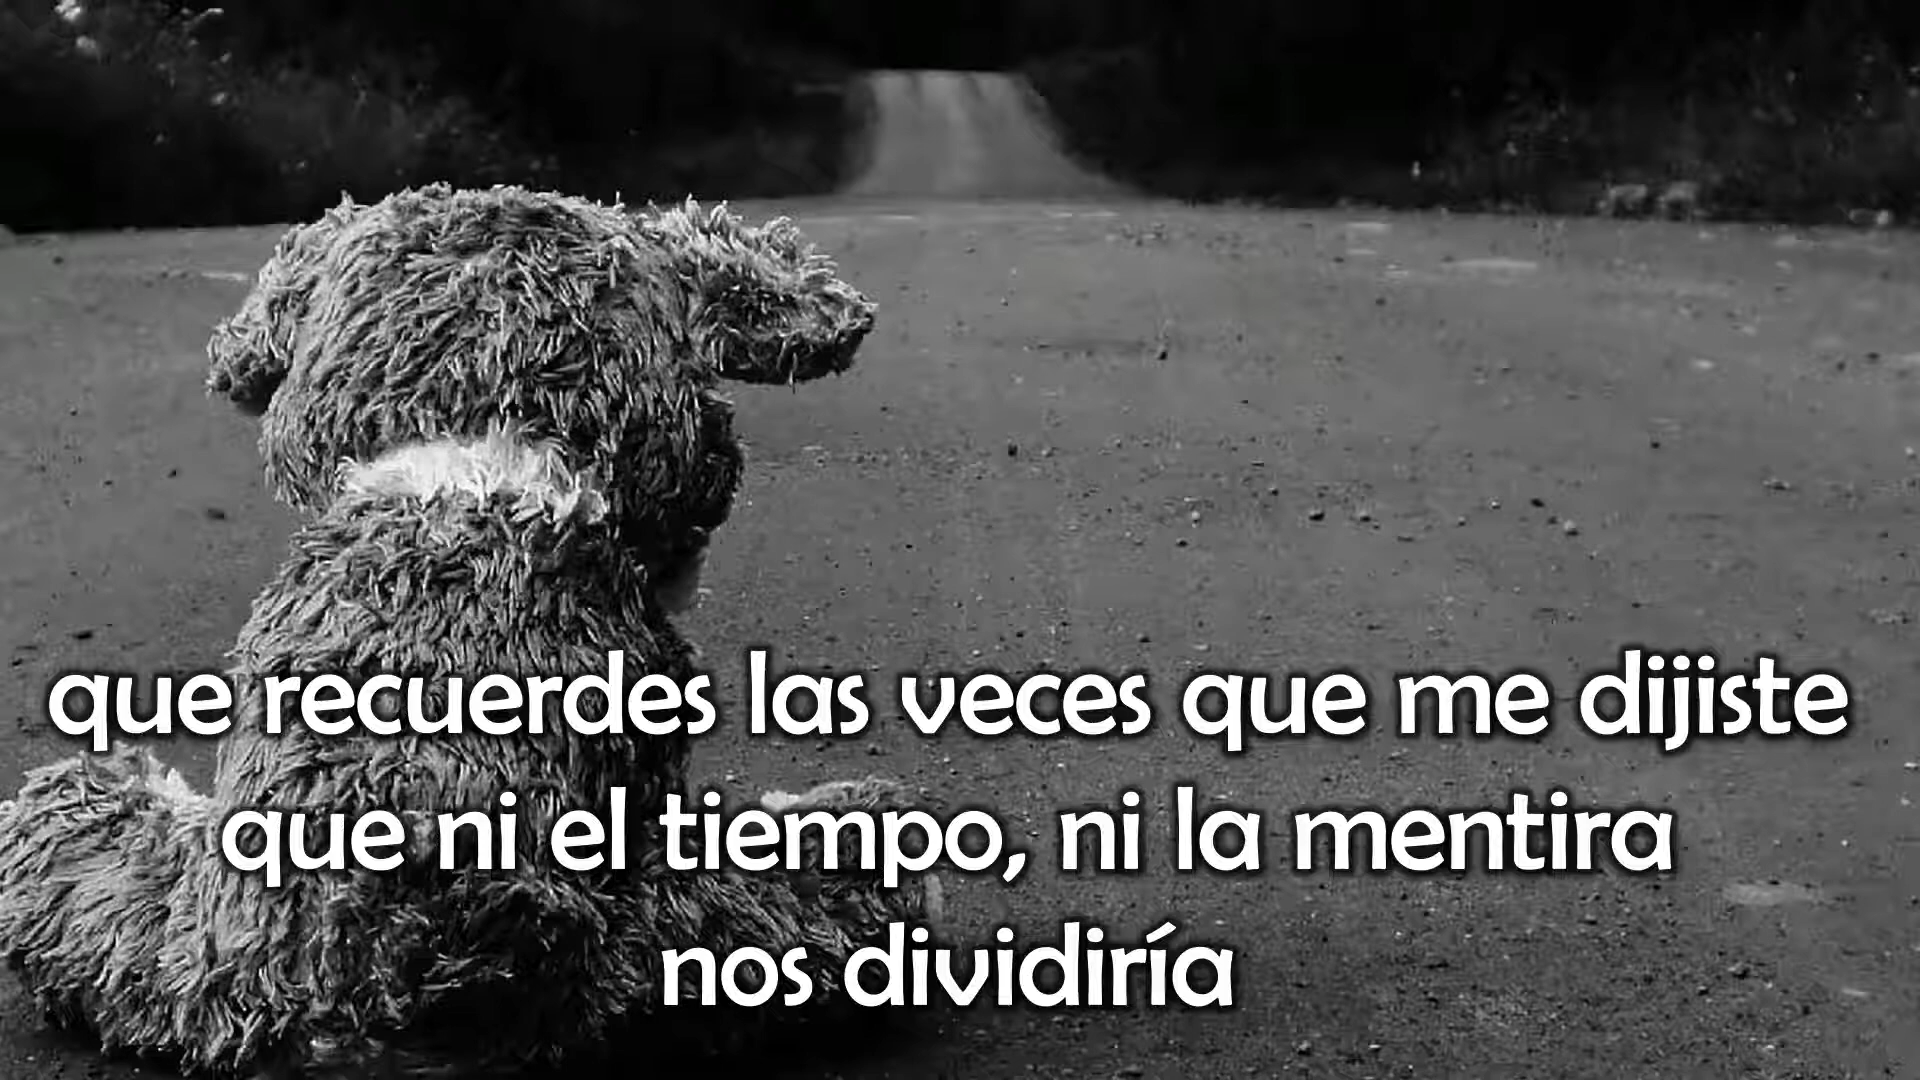 que recuerdes las veces que me dijiste
que ni el tiempo, ni la mentira
nos dividiría